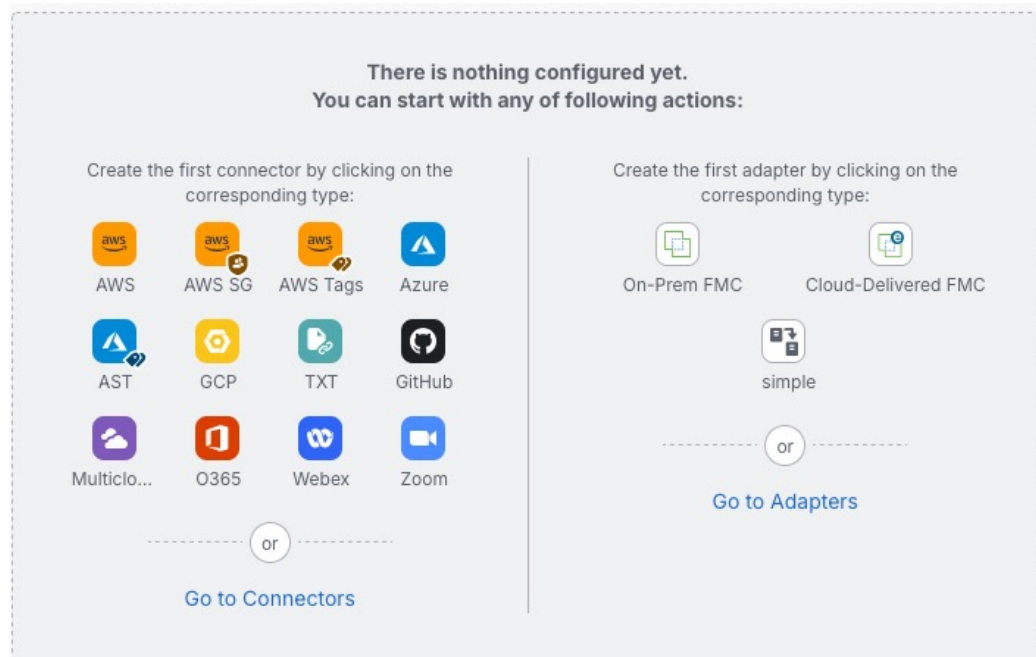 There is nothing configured yet.
You can start with any of following actions:
Create the first connector by clicking on the
corresponding type:
aws
AWS
aws
AWS SG
aws
AWS Tags
Azure
AST
GCP
TXT
GitHub
Multiclo...
O365
Webex
Zoom
or
Go to Connectors
Create the first adapter by clicking on the
corresponding type:
On-Prem FMC
Cloud-Delivered FMC
simple
or
Go to Adapters